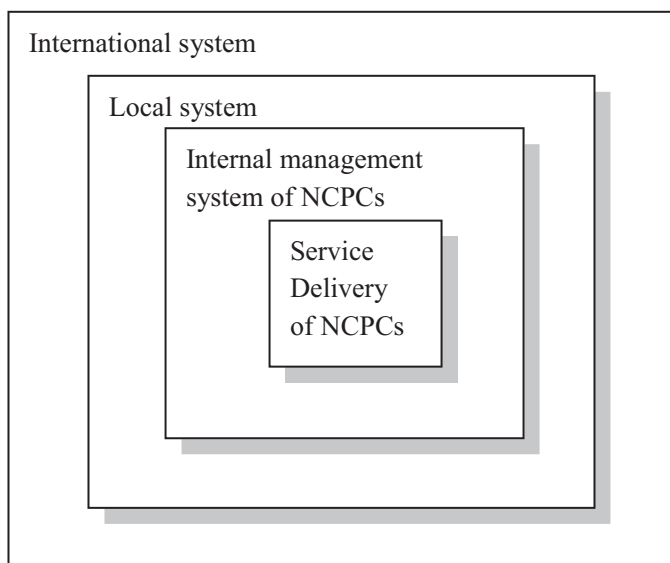 International system
Local system
Internal management
system of NCPCs
Service
Delivery
of NCPCs